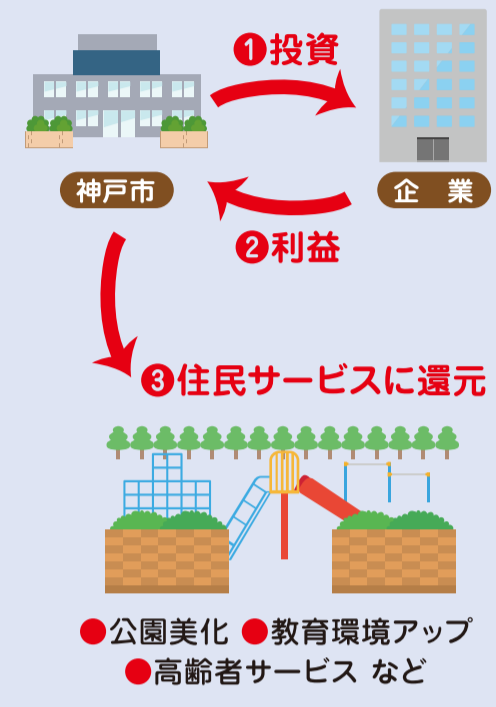 ❶投資
神戸市
企 業
❷利益
❸住民サービスに還元
●公園美化 ●教育環境アップ
●高齢者サービス など